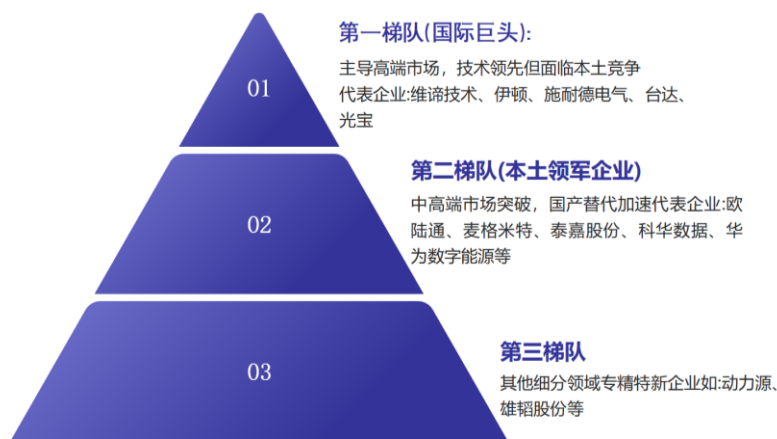 01
第一梯队(国际巨头):
主导高端市场，技术领先但面临本土竞争
代表企业:维谛技术、伊顿、施耐德电气、台达、
光宝
02
第二梯队(本土领军企业)
中高端市场突破，国产替代加速代表企业:欧
陆通、麦格米特、泰嘉股份、科华数据、华
为数字能源等
03
第三梯队
其他细分领域专精特新企业如:动力源、
雄韬股份等